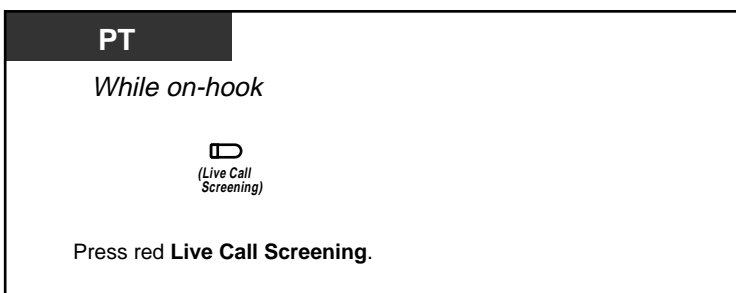 PT
While on-hook
(Live Call
Screening)
Press red Live Call Screening.